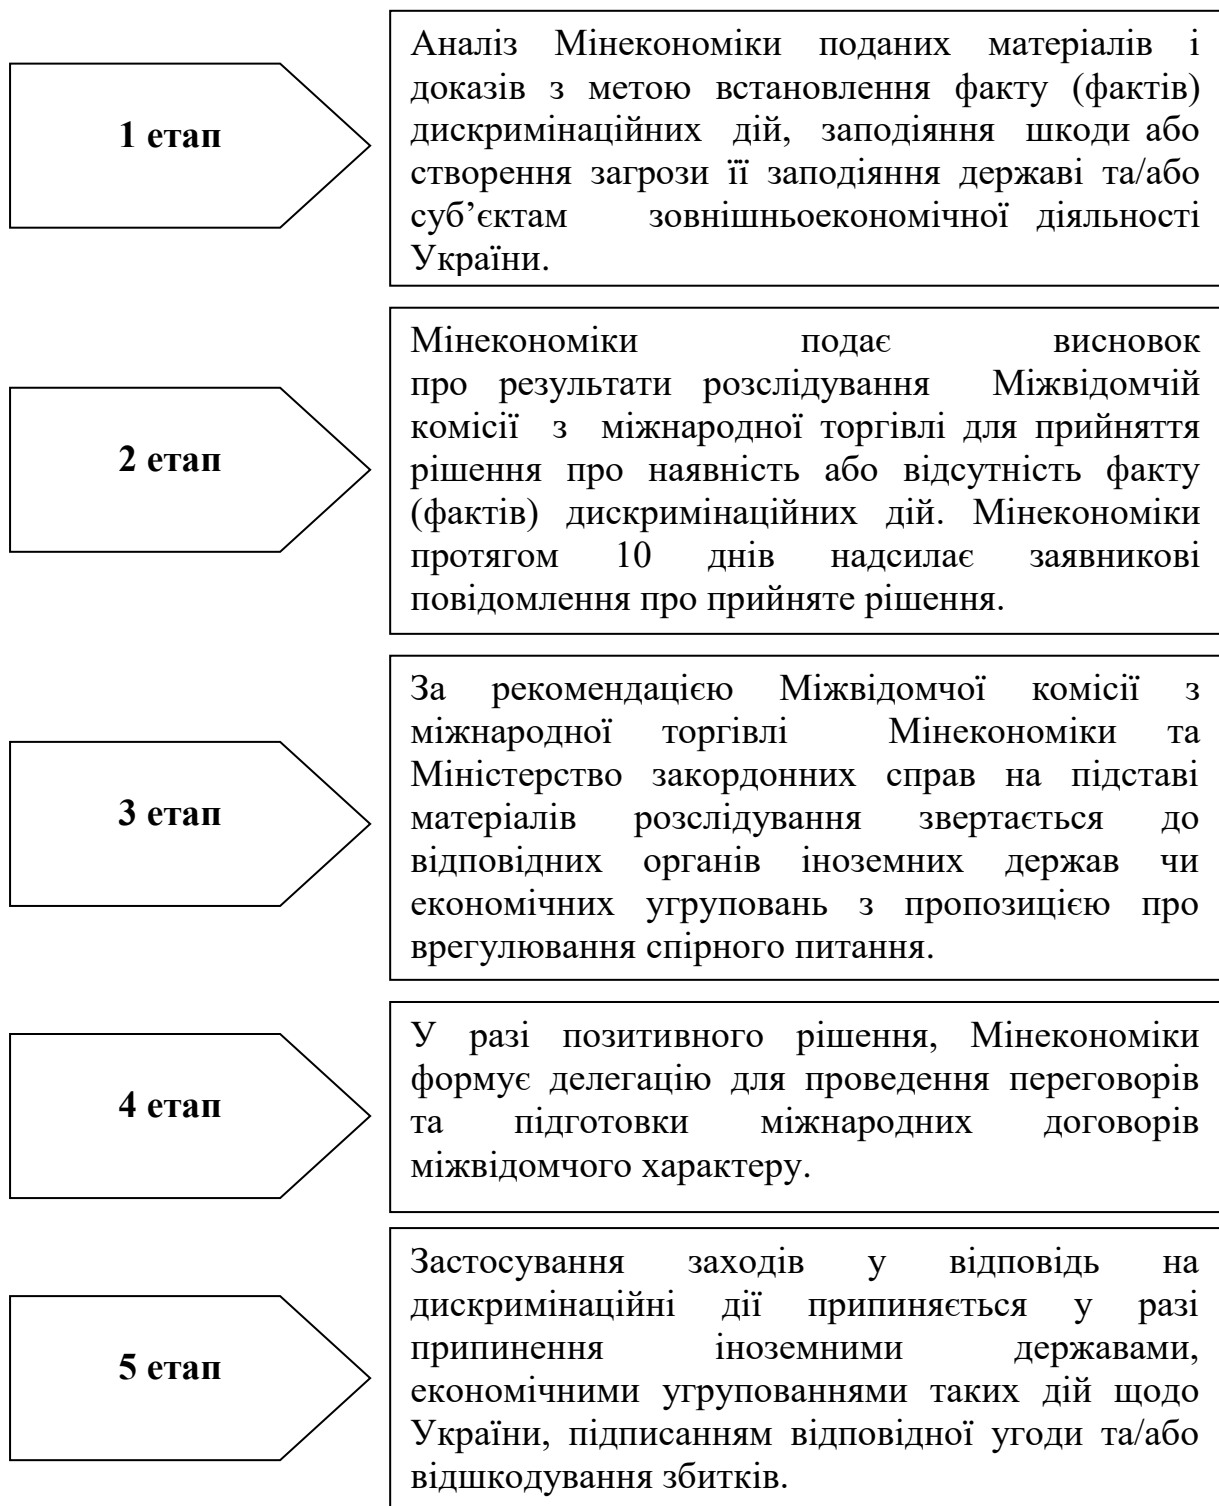 1 етап
Аналіз Мінекономіки поданих матеріалів і
доказів з метою встановлення факту (фактів)
дискримінаційних дій, заподіяння шкоди або
створення загрози її заподіяння державі та/або
суб’єктам зовнішньоекономічної діяльності
України.
2 етап
Мінекономіки подає висновок
про результати розслідування Міжвідомчій
комісії з міжнародної торгівлі для прийняття
рішення про наявність або відсутність факту
(фактів) дискримінаційних дій. Мінекономіки
протягом 10 днів надсилає заявникові
повідомлення про прийняте рішення.
3 етап
За рекомендацією Міжвідомчої комісії з
міжнародної торгівлі Мінекономіки та
Міністерство закордонних справ на підставі
матеріалів розслідування звертається до
відповідних органів іноземних держав чи
економічних угруповань з пропозицією про
врегулювання спірного питання.
4 етап
У разі позитивного рішення, Мінекономіки
формує делегацію для проведення переговорів
та підготовки міжнародних договорів
міжвідомчого характеру.
5 етап
Застосування заходів у відповідь на
дискримінаційні дії припиняється у разі
припинення іноземними державами,
економічними угрупованнями таких дій щодо
України, підписанням відповідної угоди та/або
відшкодування збитків.